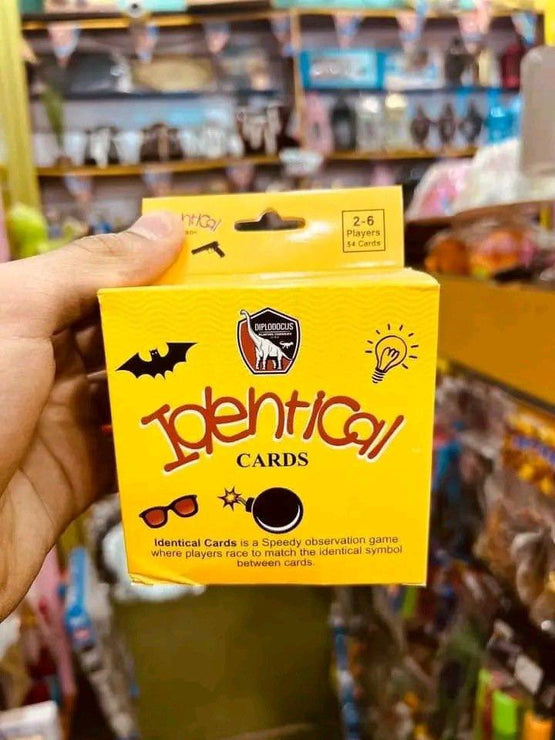 2-6
Players
54 Cards
DIPLODOCUS
Identical
CARDS
Identical Cards is a Speedy observation game
where players race to match the identical symbol
between cards.